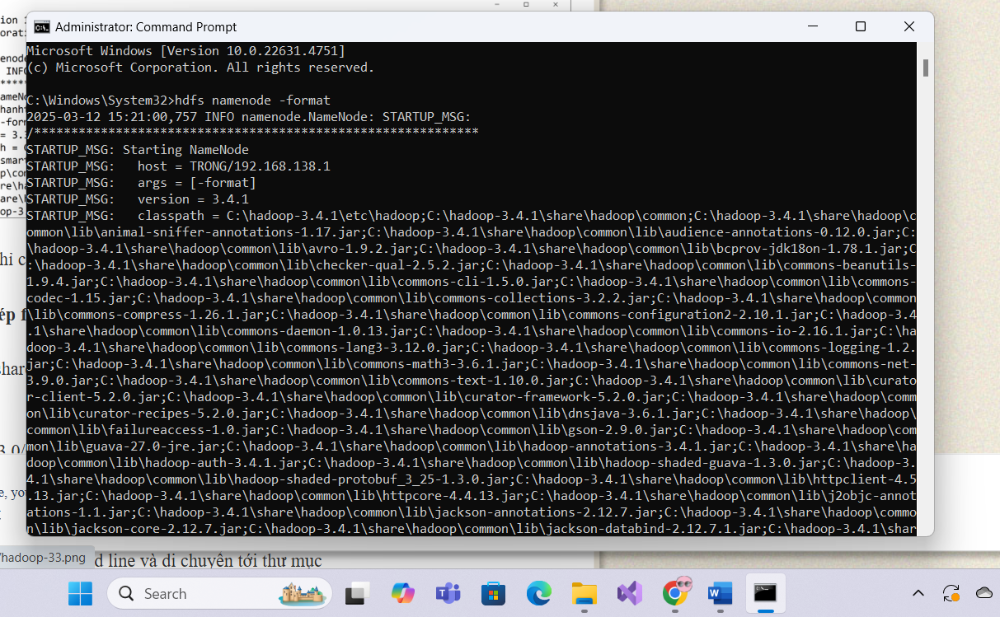 Administrator: Command Prompt
Microsoft Windows [Version 10.0.22631.4751]
(c) Microsoft Corporation. All rights reserved.
C:\Windows\System32>hdfs namenode -format
2025-03-12 15:21:00,757 INFO namenode.NameNode: STARTUP_MSG:
/************************************************************
STARTUP_MSG: Starting NameNode
STARTUP_MSG:   host = TRONG/192.168.138.1
STARTUP_MSG:   args = [-format]
STARTUP_MSG:   version = 3.4.1
STARTUP_MSG:   classpath = C:\hadoop-3.4.1\etc\hadoop;C:\hadoop-3.4.1\share\hadoop\common;C:\hadoop-3.4.1\share\hadoop\c
ommon\lib\animal-sniffer-annotations-1.17.jar;C:\hadoop-3.4.1\share\hadoop\common\lib\audience-annotations-0.12.0.jar;C:
\hadoop-3.4.1\share\hadoop\common\lib\avro-1.9.2.jar;C:\hadoop-3.4.1\share\hadoop\common\lib\bcprov-jdk18on-1.78.1.jar;C
:\hadoop-3.4.1\share\hadoop\common\lib\checker-qual-2.5.2.jar;C:\hadoop-3.4.1\share\hadoop\common\lib\commons-beanutils-
1.9.4.jar;C:\hadoop-3.4.1\share\hadoop\common\lib\commons-cli-1.5.0.jar;C:\hadoop-3.4.1\share\hadoop\common\lib\commons-
codec-1.15.jar;C:\hadoop-3.4.1\share\hadoop\common\lib\commons-collections-3.2.2.jar;C:\hadoop-3.4.1\share\hadoop\common
\lib\commons-compress-1.26.1.jar;C:\hadoop-3.4.1\share\hadoop\common\lib\commons-configuration2-2.10.1.jar;C:\hadoop-3.4
.1\share\hadoop\common\lib\commons-daemon-1.0.13.jar;C:\hadoop-3.4.1\share\hadoop\common\lib\commons-io-2.16.1.jar;C:\ha
doop-3.4.1\share\hadoop\common\lib\commons-lang3-3.12.0.jar;C:\hadoop-3.4.1\share\hadoop\common\lib\commons-logging-1.2.
jar;C:\hadoop-3.4.1\share\hadoop\common\lib\commons-math3-3.6.1.jar;C:\hadoop-3.4.1\share\hadoop\common\lib\commons-net-
3.9.0.jar;C:\hadoop-3.4.1\share\hadoop\common\lib\commons-text-1.10.0.jar;C:\hadoop-3.4.1\share\hadoop\common\lib\curato
r-client-5.2.0.jar;C:\hadoop-3.4.1\share\hadoop\common\lib\curator-framework-5.2.0.jar;C:\hadoop-3.4.1\share\hadoop\comm
on\lib\curator-recipes-5.2.0.jar;C:\hadoop-3.4.1\share\hadoop\common\lib\dnsjava-3.6.1.jar;C:\hadoop-3.4.1\share\hadoop\
common\lib\failureaccess-1.0.jar;C:\hadoop-3.4.1\share\hadoop\common\lib\gson-2.9.0.jar;C:\hadoop-3.4.1\share\hadoop\com
mon\lib\guava-27.0-jre.jar;C:\hadoop-3.4.1\share\hadoop\common\lib\hadoop-annotations-3.4.1.jar;C:\hadoop-3.4.1\share\ha
doop\common\lib\hadoop-auth-3.4.1.jar;C:\hadoop-3.4.1\share\hadoop\common\lib\hadoop-shaded-guava-1.3.0.jar;C:\hadoop-3.
4.1\share\hadoop\common\lib\hadoop-shaded-protobuf_3_25-1.3.0.jar;C:\hadoop-3.4.1\share\hadoop\common\lib\httpclient-4.5
.13.jar;C:\hadoop-3.4.1\share\hadoop\common\lib\httpcore-4.4.13.jar;C:\hadoop-3.4.1\share\hadoop\common\lib\j2objc-annot
ations-1.1.jar;C:\hadoop-3.4.1\share\hadoop\common\lib\jackson-annotations-2.12.7.jar;C:\hadoop-3.4.1\share\hadoop\commo
n\lib\jackson-core-2.12.7.jar;C:\hadoop-3.4.1\share\hadoop\common\lib\jackson-databind-2.12.7.1.jar;C:\hadoop-3.4.1\shar
/hadoop-33.png
d line và di chuyên tới thư mục
Search